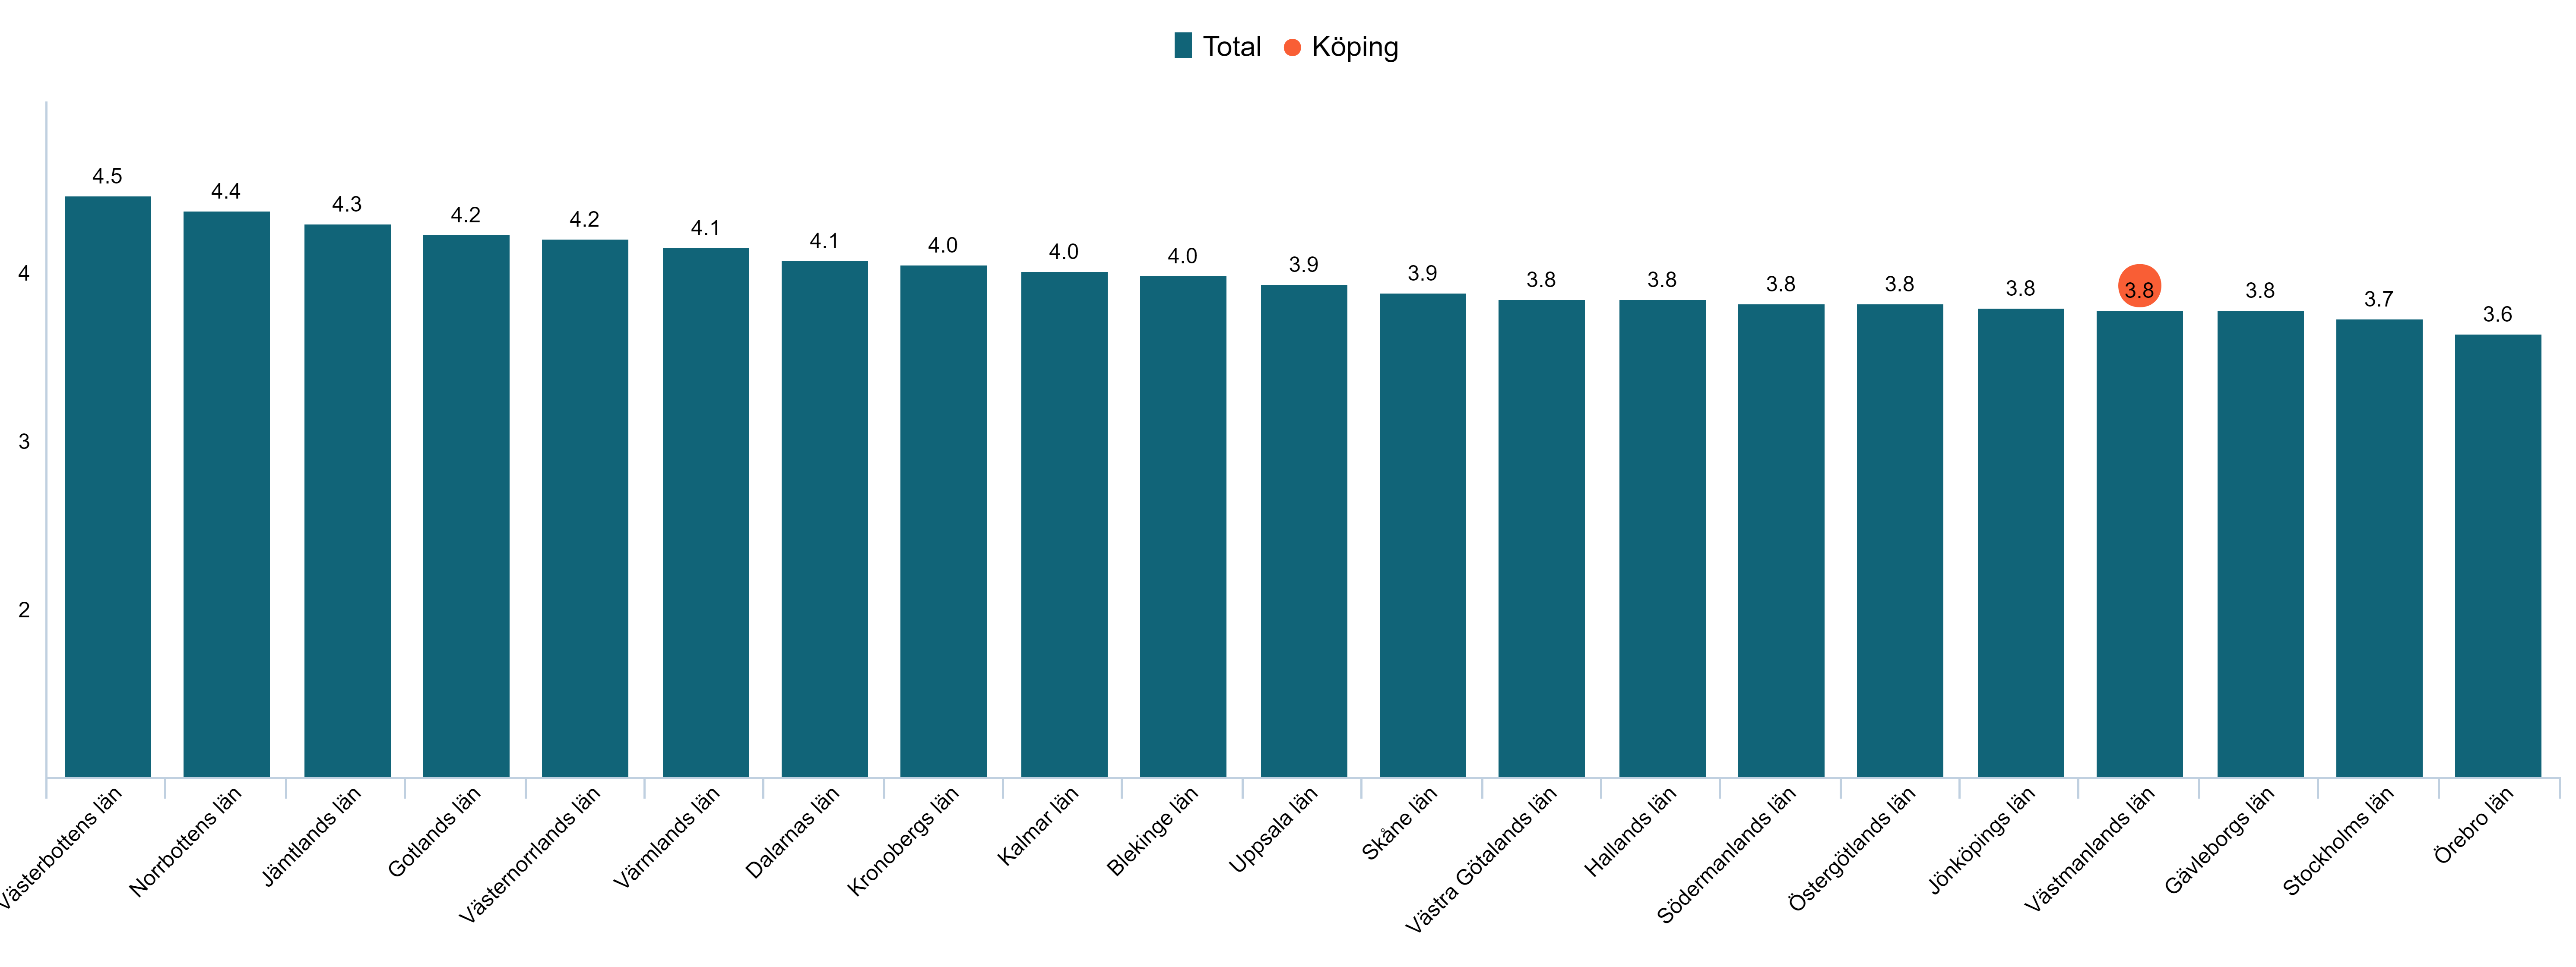 Total Köping
4.5 4.4 4.3 4.2 4.2 4.1 4.1 4.0 4.0 4.0 3.9 3.9 3.8 3.8 3.8 3.8 3.8 3.8 3.8 3.7 3.6
4
3
2
Västerbottens län
Norrbottens län
Jämtlands län
Gotlands län
Västernorrlands län
Värmlands län
Dalarnas län
Kronobergs län
Kalmar län
Blekinge län
Uppsala län
Skåne län
Västra Götalands län
Hallands län
Södermanlands län
Östergötlands län
Jönköpings län
Västmanlands län
Gävleborgs län
Stockholms län
Örebro län